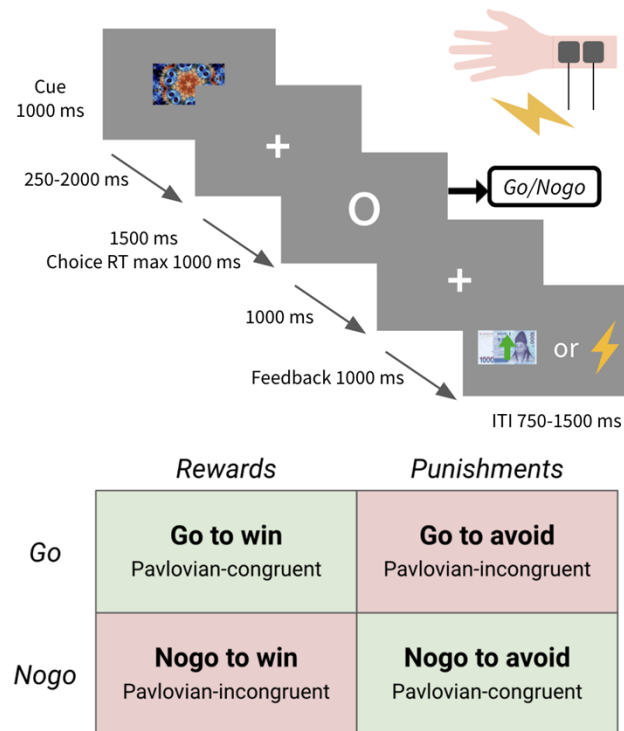 Cue
1000 ms
+
250-2000 ms
O
Go/Nogo
1500 ms
Choice RT max 1000 ms
+
1000 ms
1000
or
Feedback 1000 ms
ITI 750-1500 ms
Rewards
Punishments
Go
Go to win
Pavlovian-congruent
Go to avoid
Pavlovian-incongruent
Nogo
Nogo to win
Pavlovian-incongruent
Nogo to avoid
Pavlovian-congruent